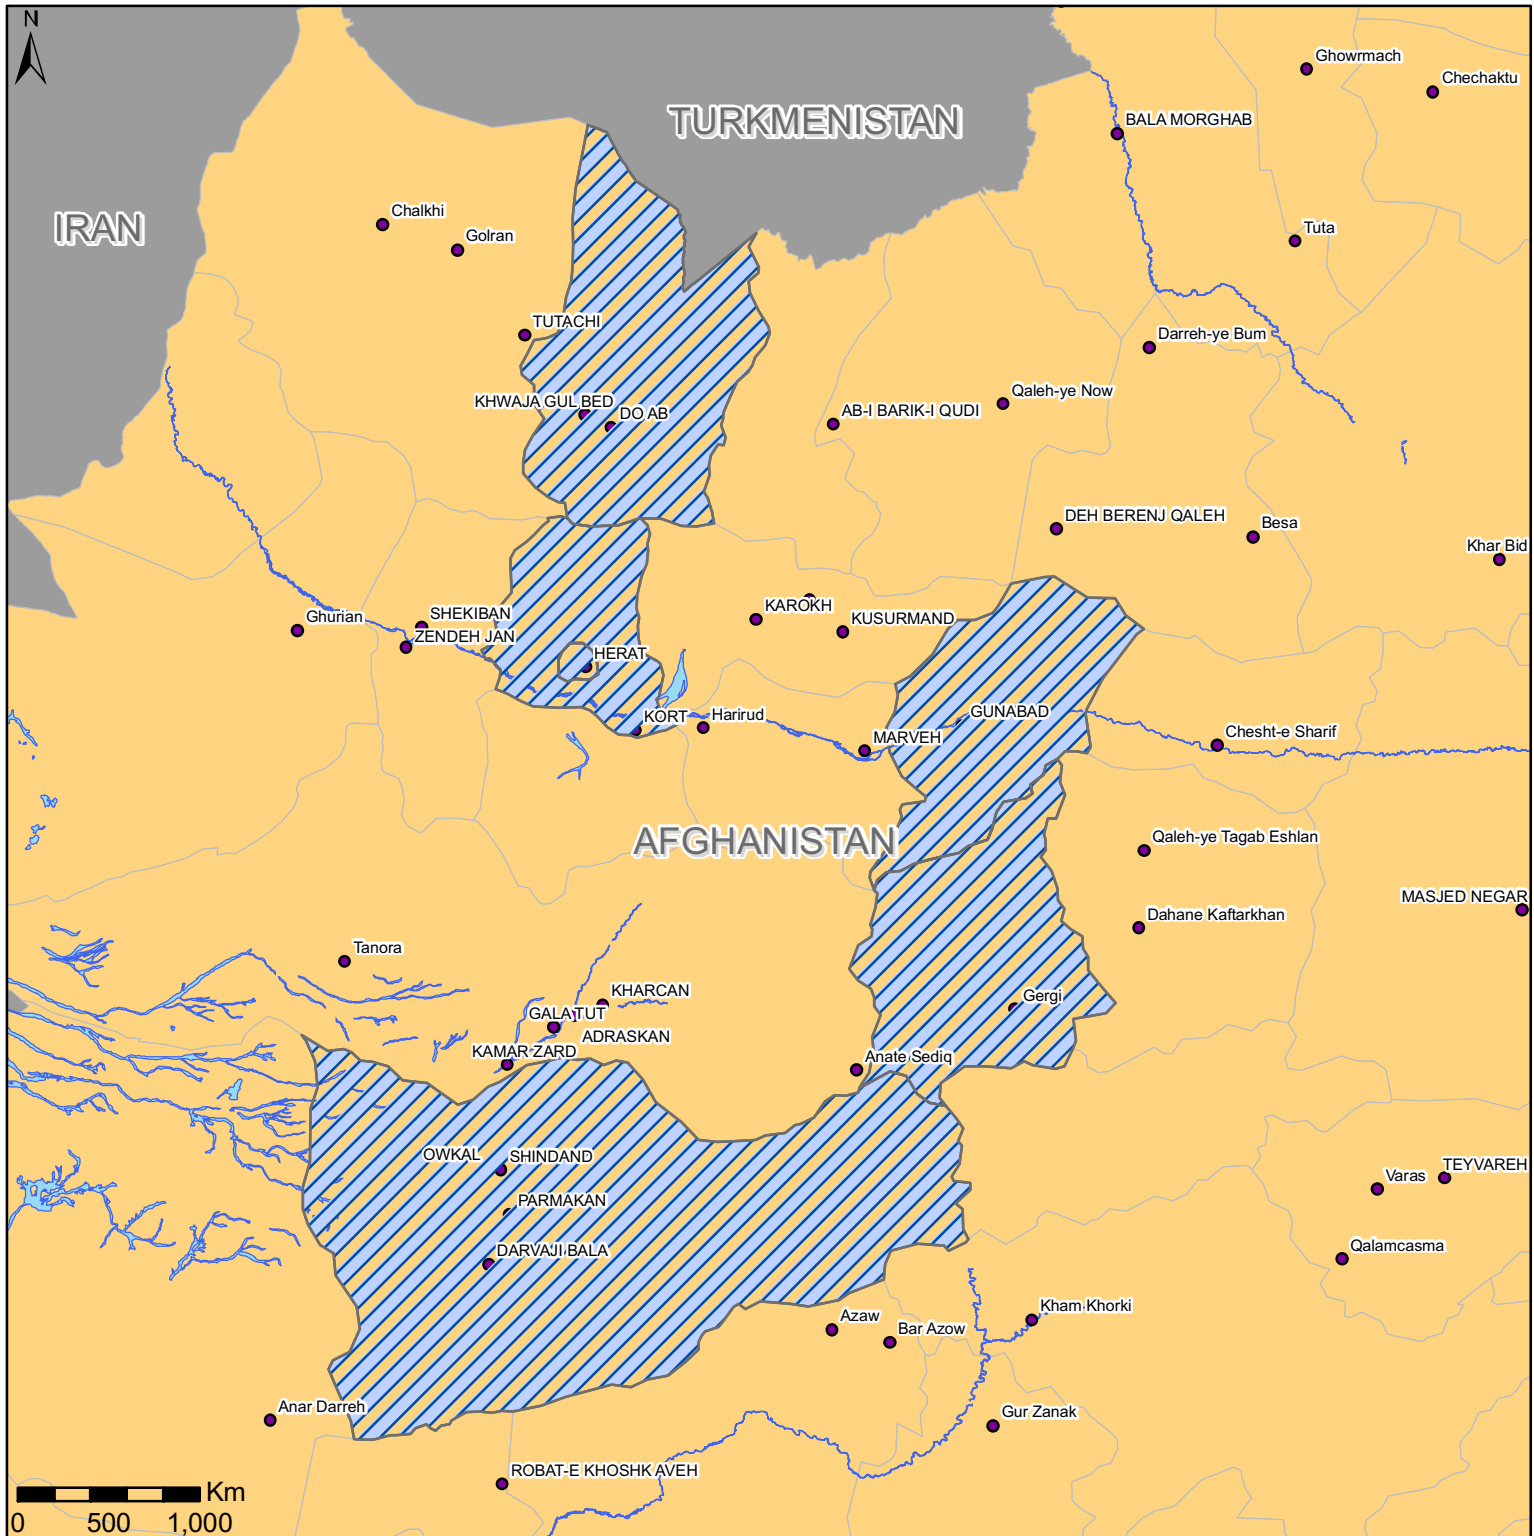 N
Ghowrmach
Chechaktu
TURKMENISTAN
BALA MORGHAB
IRAN
Chalkhi
Golran
Tuta
TUTACHI
Darreh-ye Bum
KHWAJA GUL BED
DO AB
AB-I BARIK-I QUDI
Qaleh-ye Now
DEH BERENJ QALEH
Besa
Khar Bid
Ghurian
SHEKIBAN
ZENDEH JAN
KAROKH
KUSURMAND
HERAT
KORT
Harirud
GUNABAD
MARVEH
Chesht-e Sharif
AFGHANISTAN
Qaleh-ye Tagab Eshlan
MASJED NEGAR
Dahane Kaftarkhan
Tanora
KHARCAN
Gergi
GALATUT
ADRASKAN
KAMAR ZARD
Anate Sediq
OWKAL
SHINDAND
TEYVAREH
Varas
PARMAKAN
DARVAJI BALA
Qalamcasma
Azaw
Bar Azow
Kham Khorki
Anar Darreh
Gur Zanak
ROBAT-E KHOSHK AVEH
Km
0 500 1,000